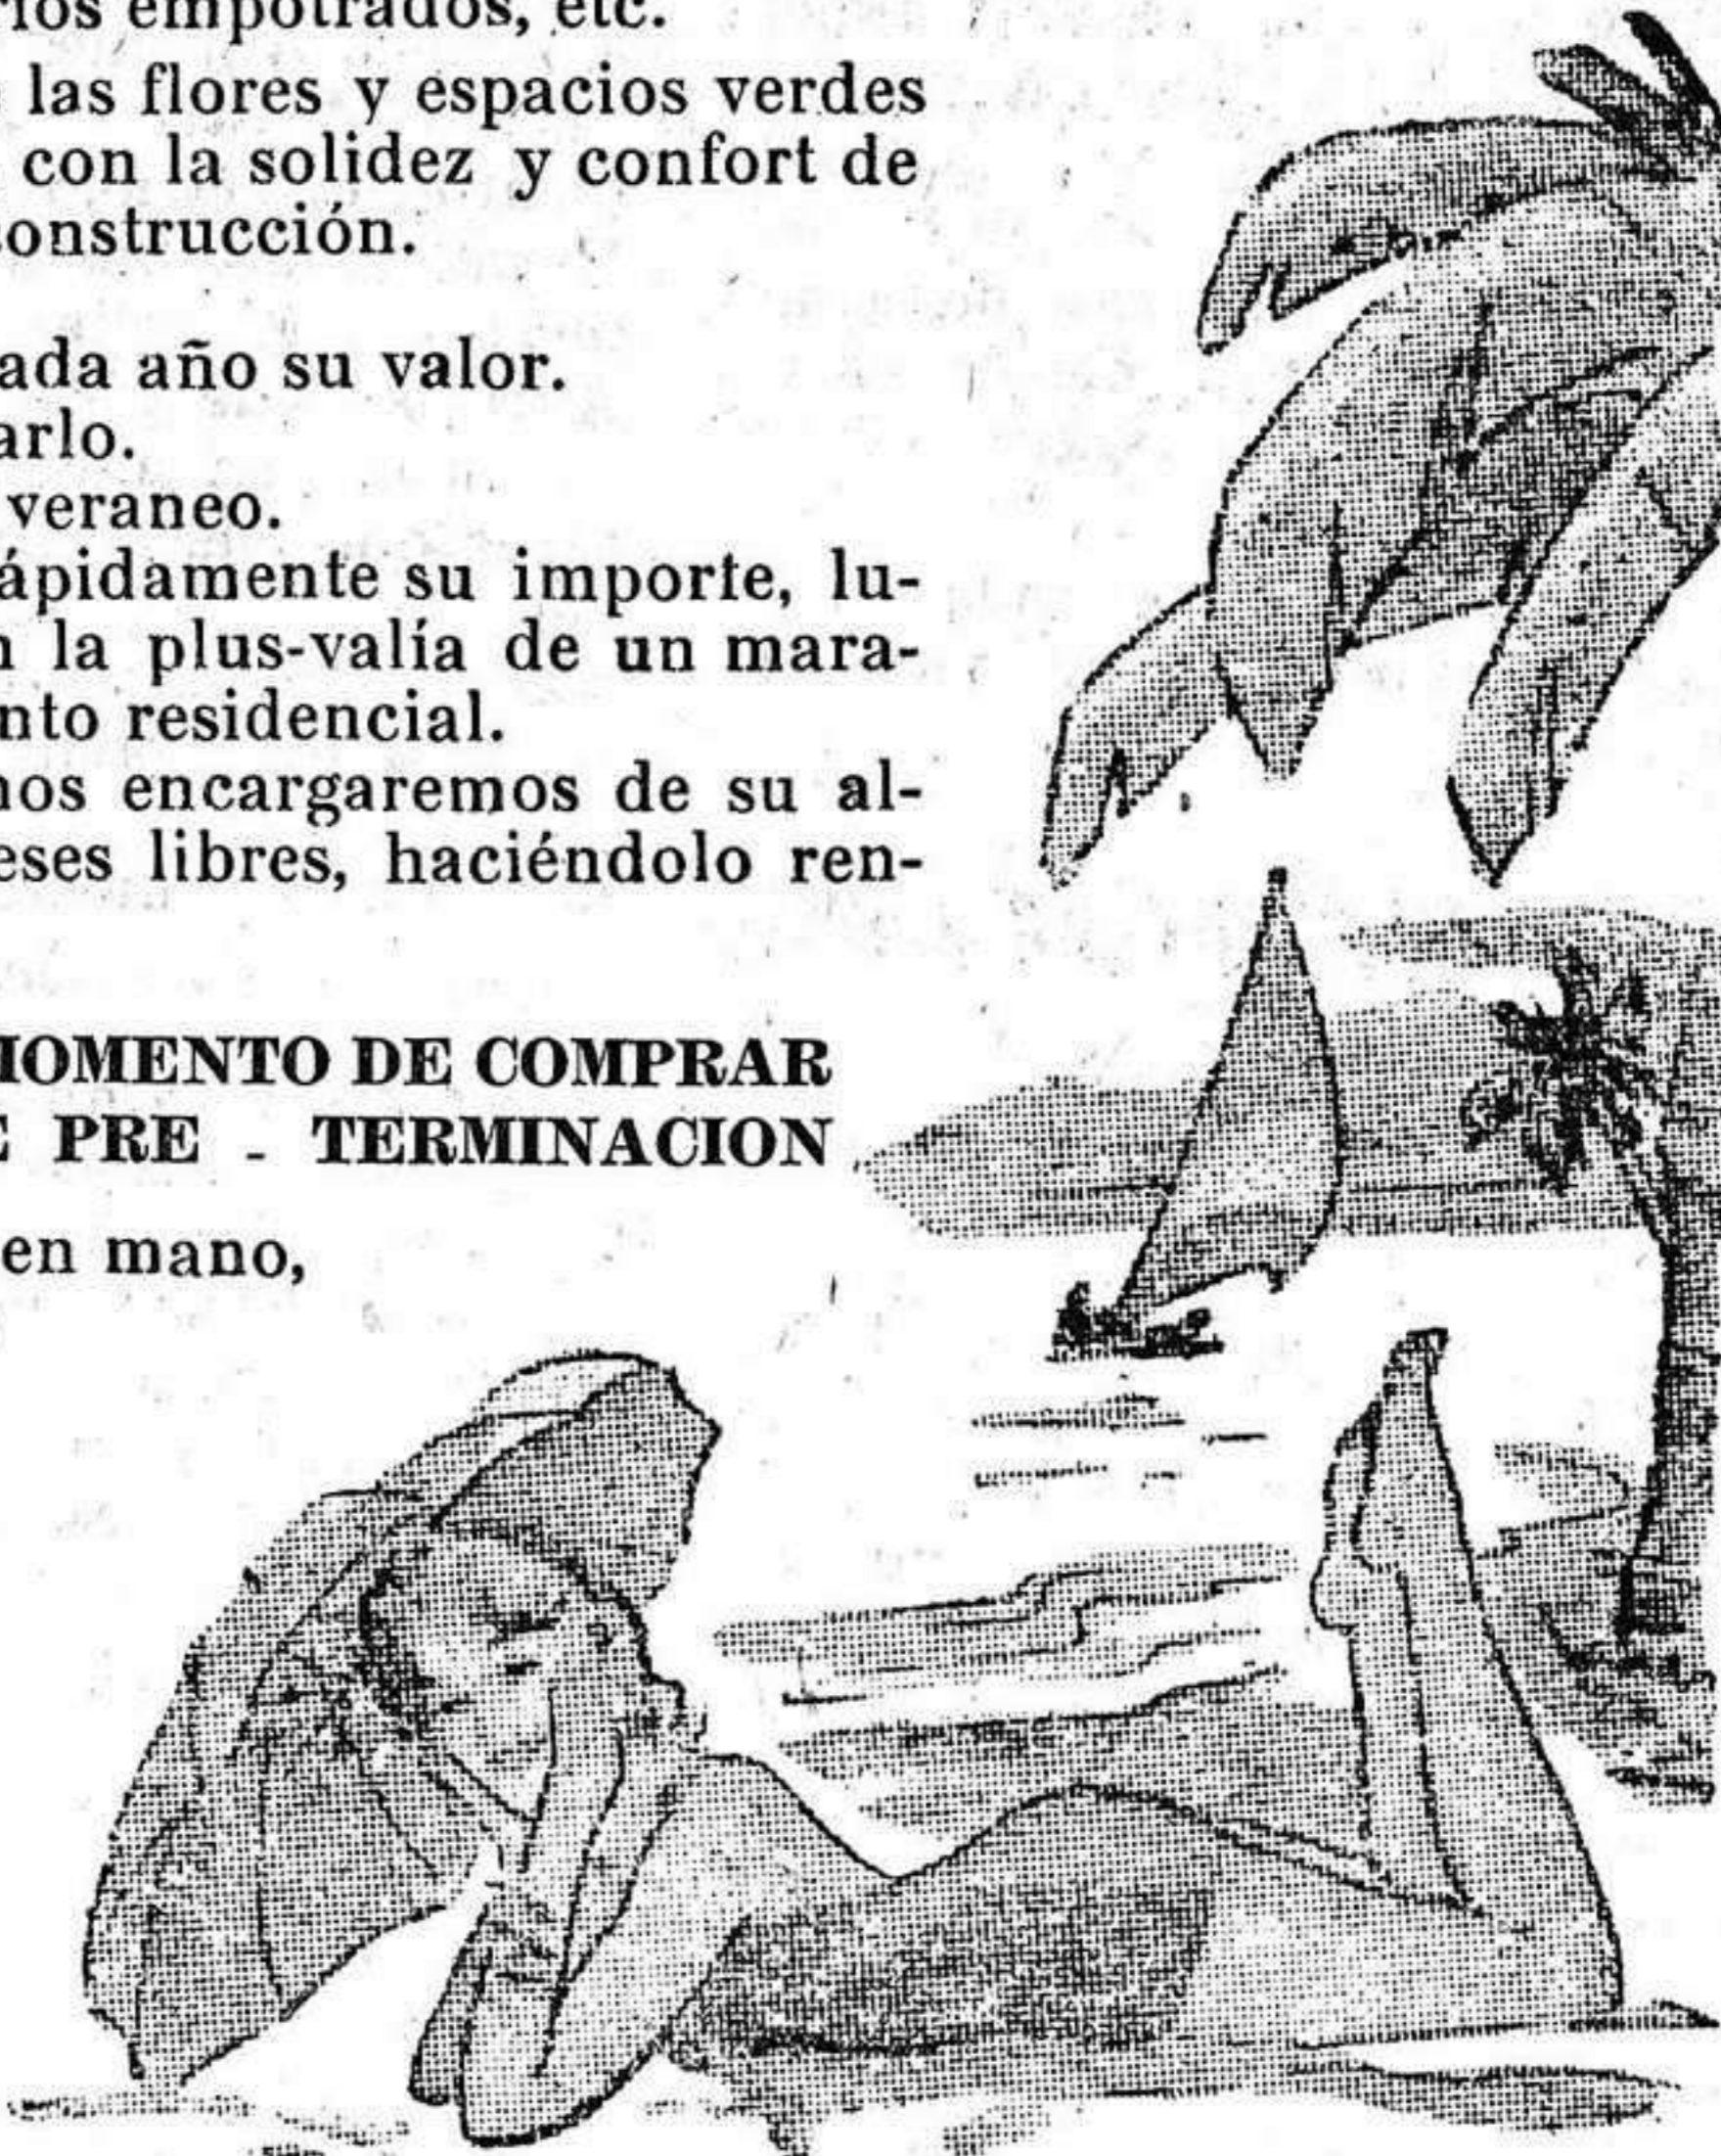 rios empotrados, etc.
las flores y espacios verdes
con la solidez y confort de
onstrucción.
ada año su valor.
arlo.
veraneo.
ápidamente su importe, lu-
la plus-valía de un mara-
nto residencial.
nos encargaremos de su al-
eses libres, haciéndolo ren-
MOMENTO DE COMPRAR
E PRE - TERMINACION
en mano,